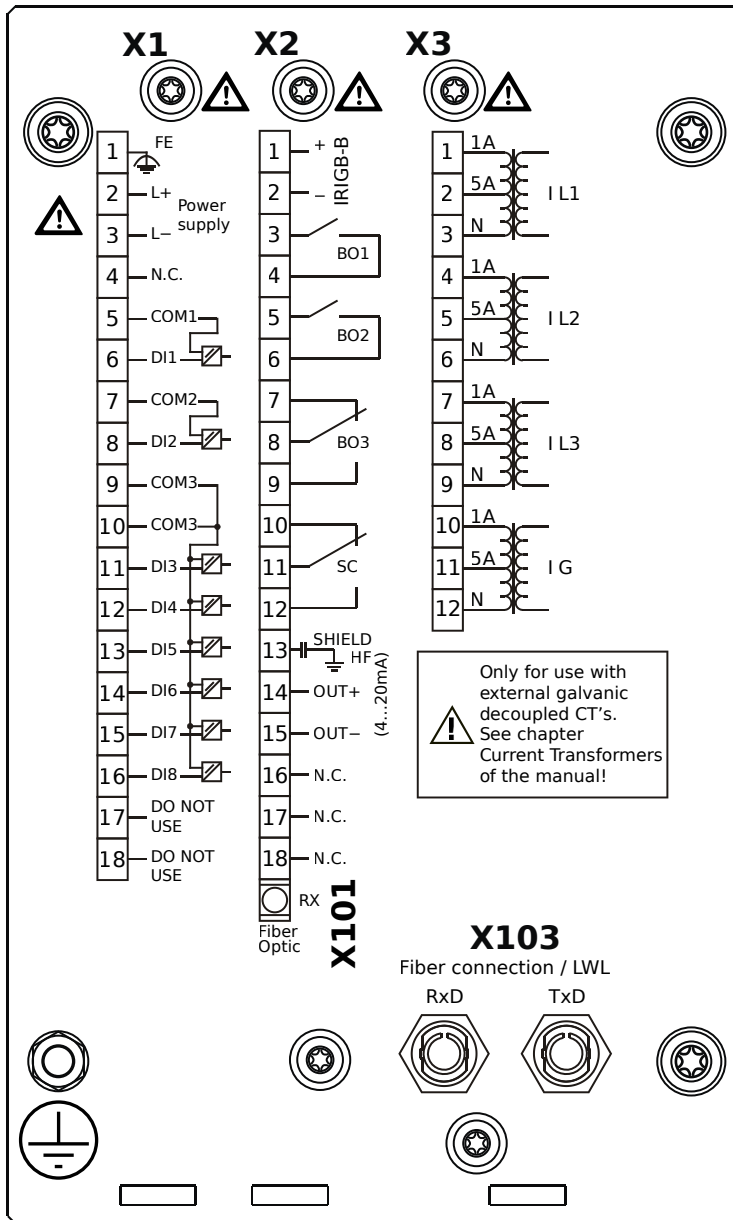 X1
X2
X3
1 FE
2 L+
Power
supply
3 L−
4 N.C.
5 COM1
6 DI1
7 COM2
8 DI2
9 COM3
10 COM3
11 DI3
12 DI4
13 DI5
14 DI6
15 DI7
16 DI8
17 DO NOT
USE
18 DO NOT
USE
1 +
2 −
IRIGB-B
3
BO1
4
5
BO2
6
7
8 BO3
9
10
11 SC
12
13 SHIELD
HF
14 OUT+
15 OUT−
(4...20mA)
16 N.C.
17 N.C.
18 N.C.
RX
Fiber
Optic
X101
1 1A
2 5A I L1
3 N
4 1A
5 5A I L2
6 N
7 1A
8 5A I L3
9 N
10 1A
11 5A I G
12 N
Only for use with
external galvanic
decoupled CT's.
See chapter
Current Transformers
of the manual!
X103
Fiber connection / LWL
RxD TxD